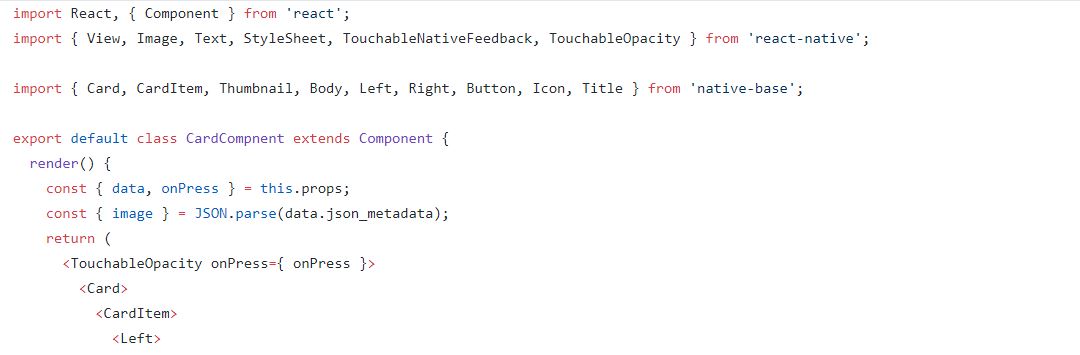 import React, { Component } from 'react';
import { View, Image, Text, StyleSheet, TouchableNativeFeedback, TouchableOpacity } from 'react-native';
import { Card, CardItem, Thumbnail, Body, Left, Right, Button, Icon, Title } from 'native-base';
export default class CardCompnent extends Component {
render() {
const { data, onPress } = this.props;
const { image } = JSON.parse(data.json_metadata);
return (
<TouchableOpacity onPress={ onPress }>
<Card>
<CardItem>
<Left>